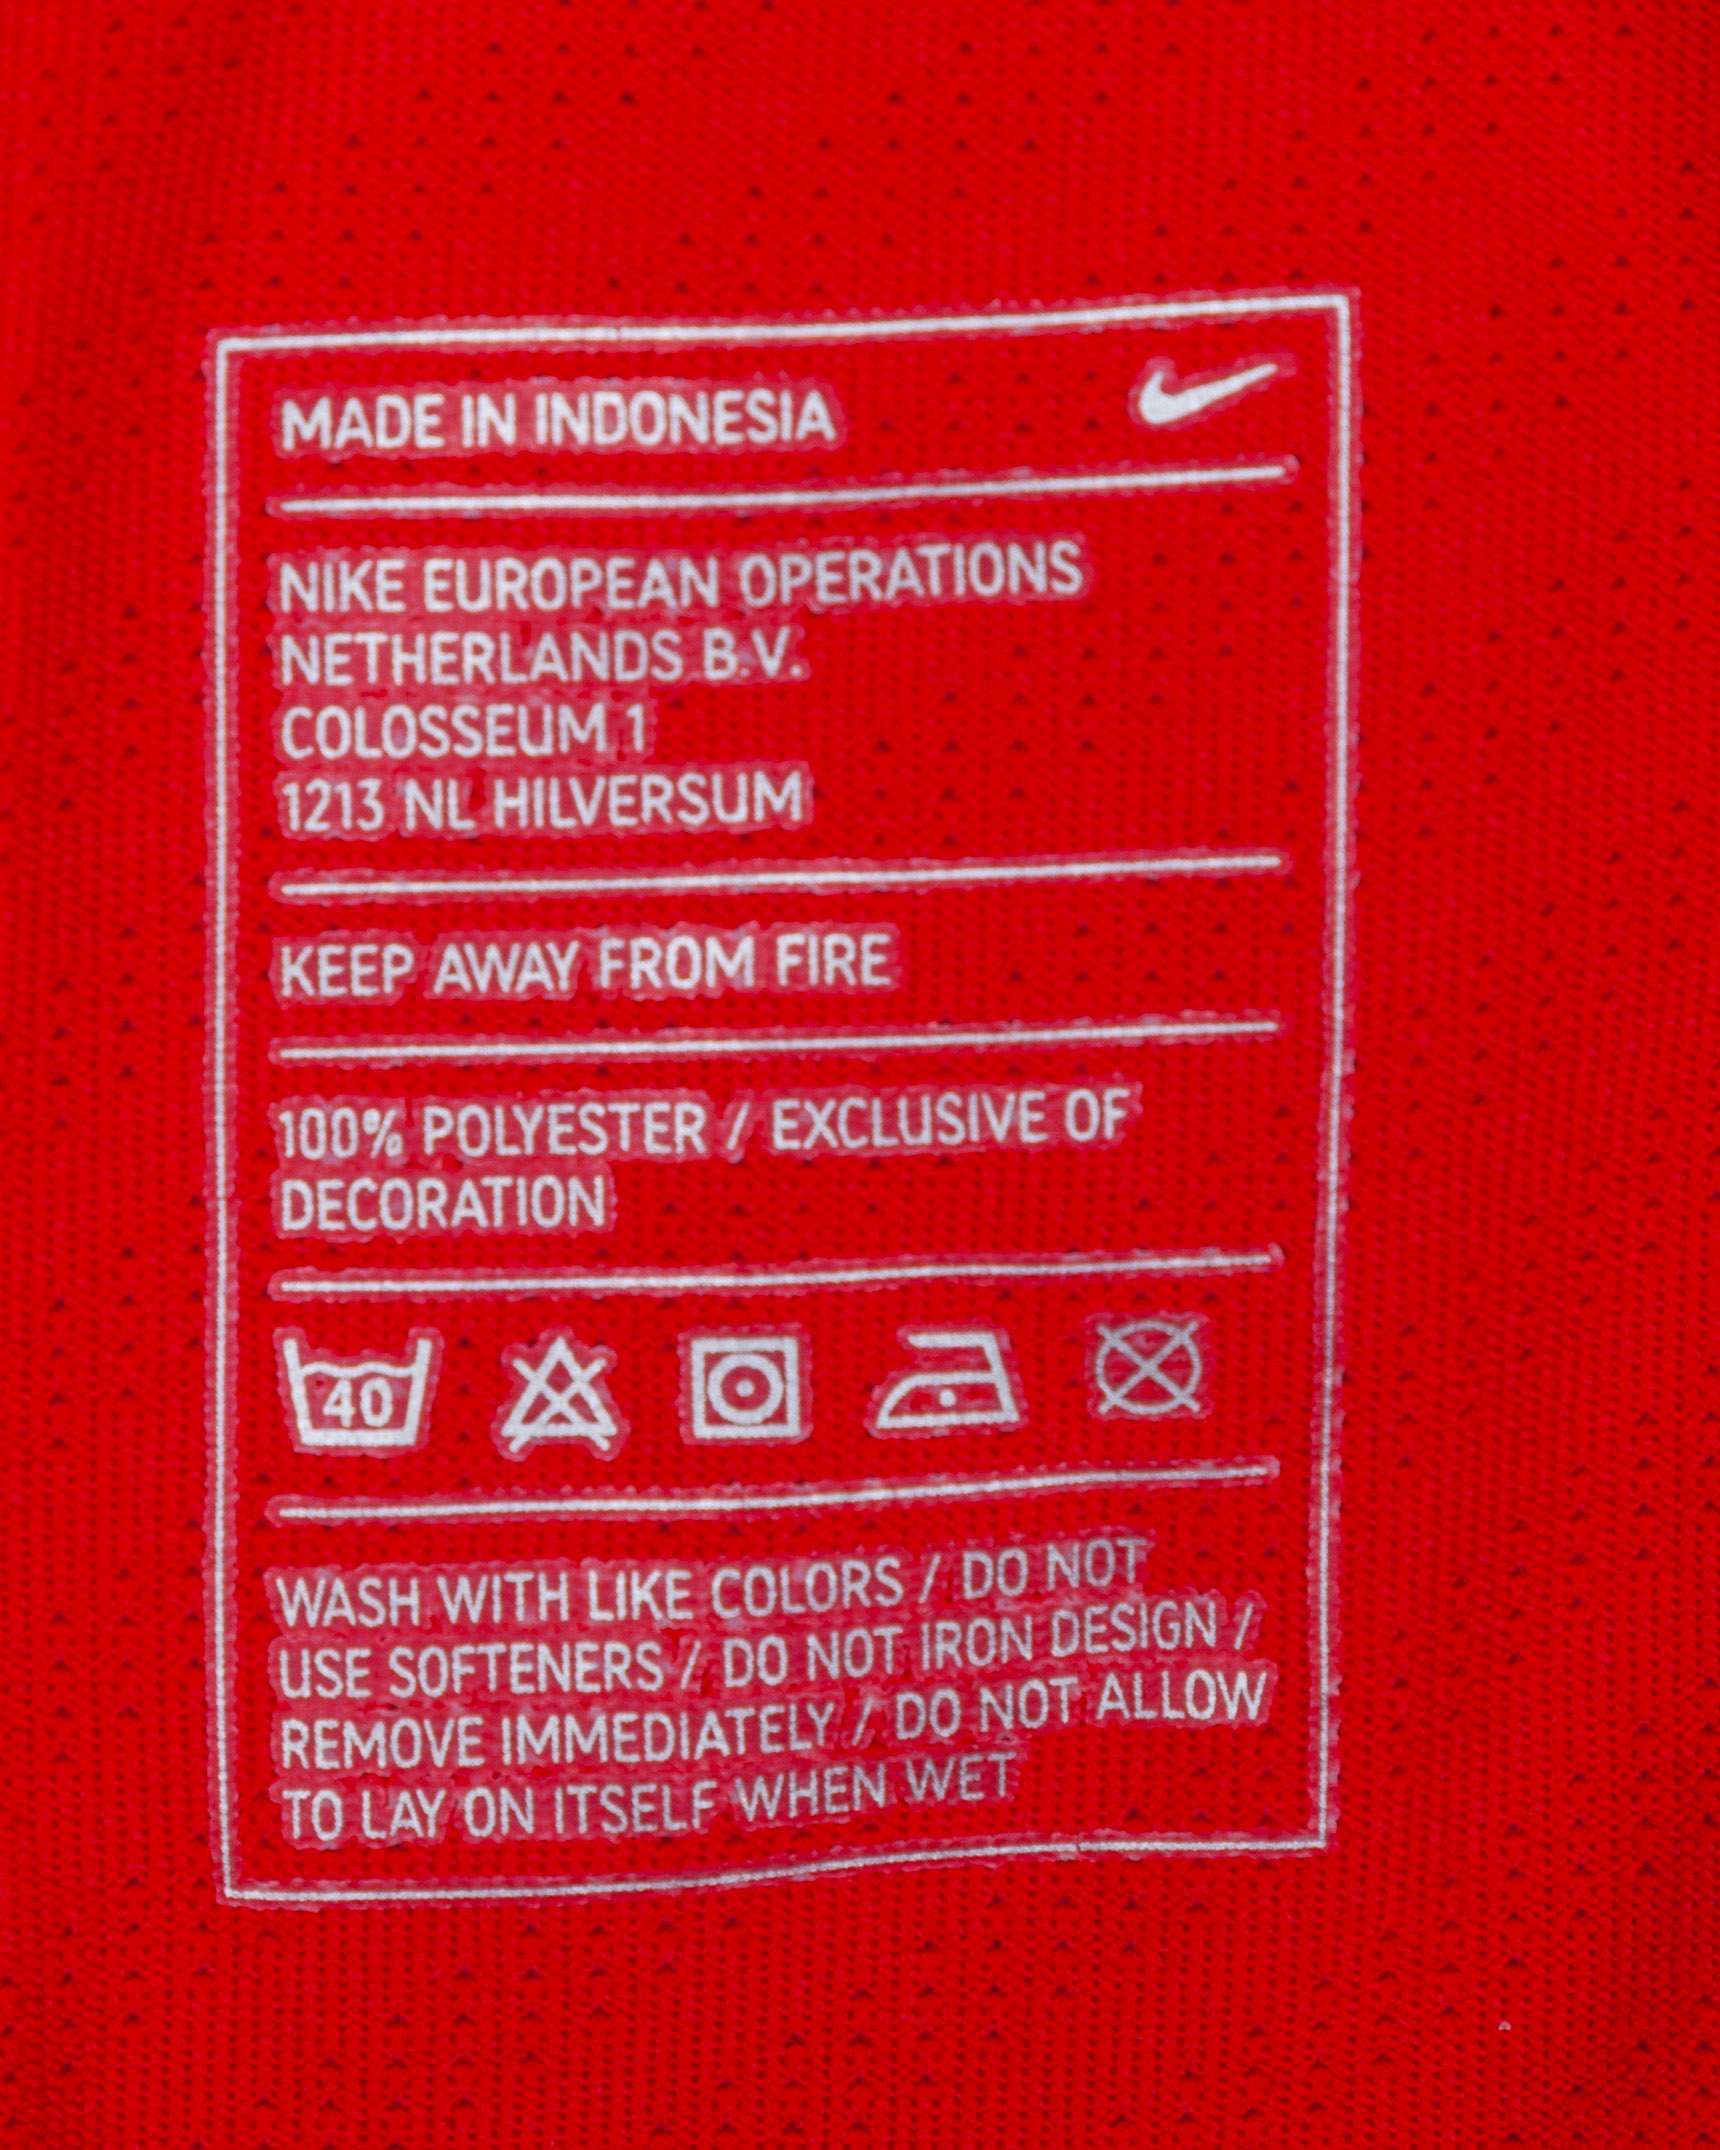 MADE IN INDONESIA
NIKE EUROPEAN OPERATIONS
NETHERLANDS B.V.
COLOSSEUM 1
1213 NL HILVERSUM
KEEP AWAY FROM FIRE
100% POLYESTER / EXCLUSIVE OF
DECORATION
40
WASH WITH LIKE COLORS / DO NOT
USE SOFTENERS / DO NOT IRON DESIGN /
REMOVE IMMEDIATELY / DO NOT ALLOW
TO LAY ON ITSELF WHEN WET